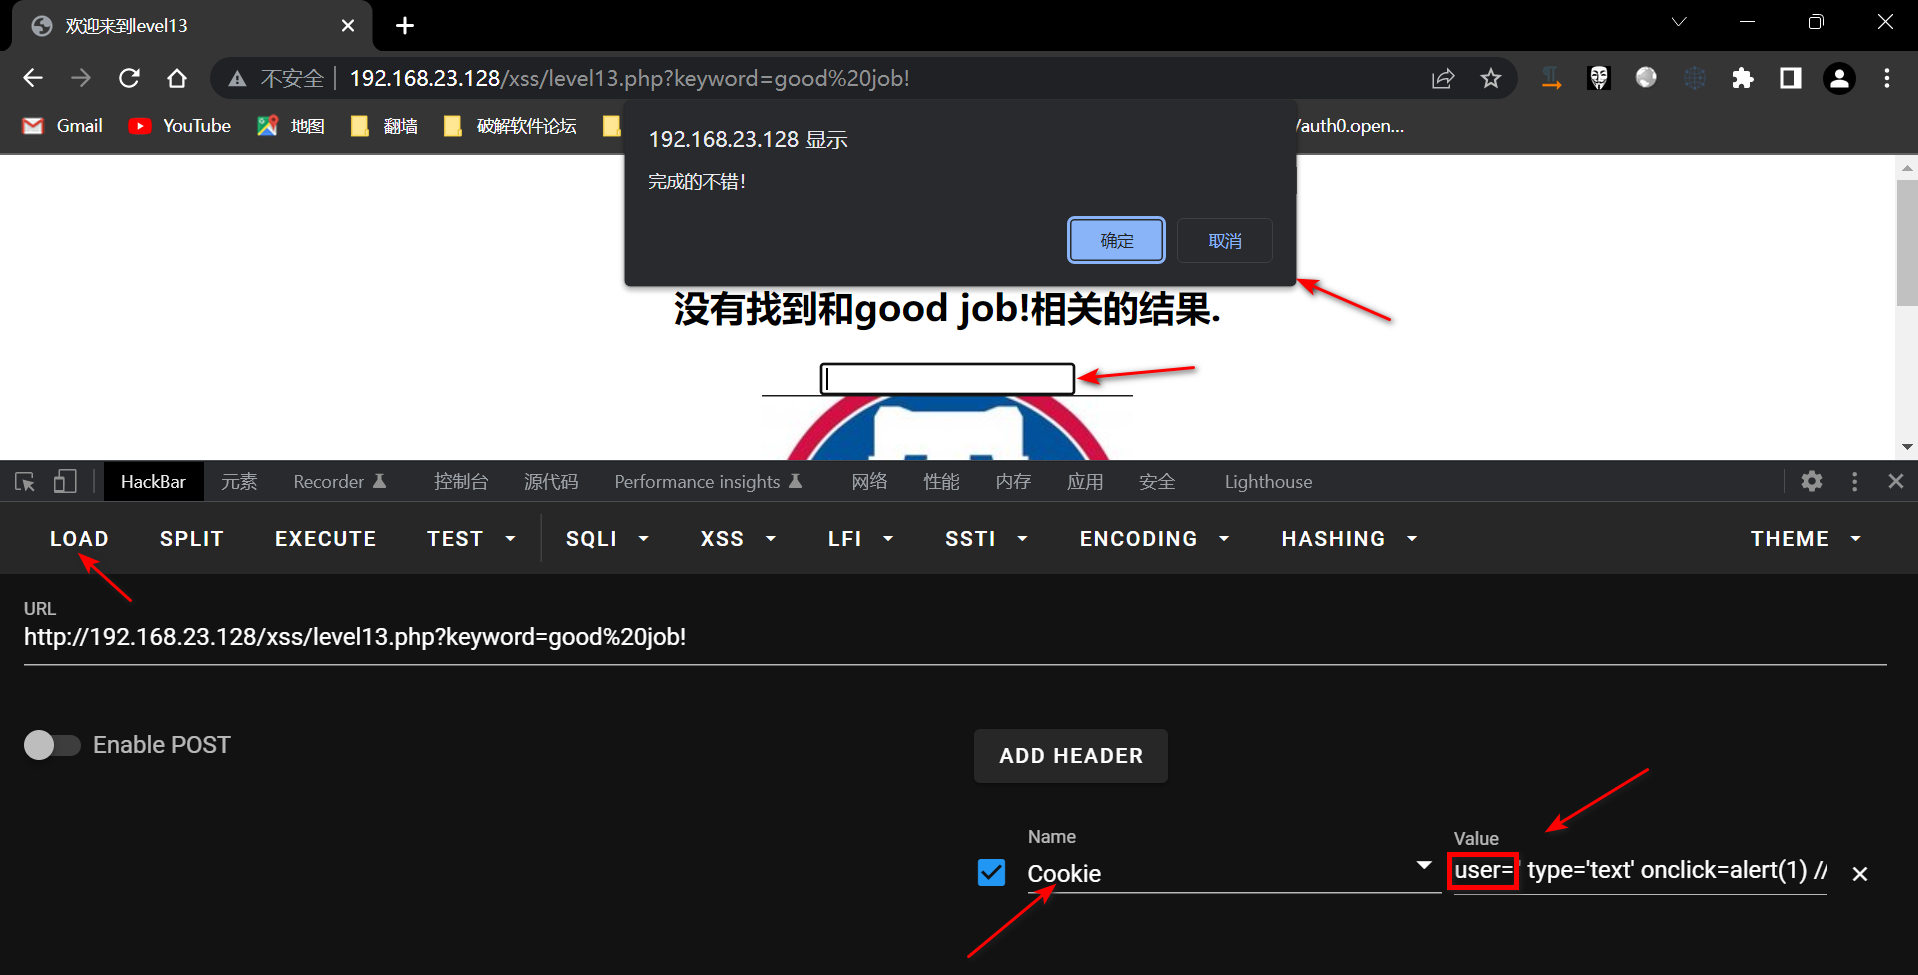 欢迎来到level13
不安全 192.168.23.128/xss/level13.php?keyword=good%20job!
Gmail YouTube 地图 翻墙 破解软件论坛 /auth0.open...
192.168.23.128 显示
完成的不错!
确定 取消
没有找到和good job!相关的结果.
HackBar 元素 Recorder 控制台 源代码 Performance insights 网络 性能 内存 应用 安全 Lighthouse
LOAD SPLIT EXECUTE TEST SQLI XSS LFI SSTI ENCODING HASHING THEME
URL
http://192.168.23.128/xss/level13.php?keyword=good%20job!
Enable POST
ADD HEADER
Name Value
Cookie user=' type='text' onclick=alert(1) //